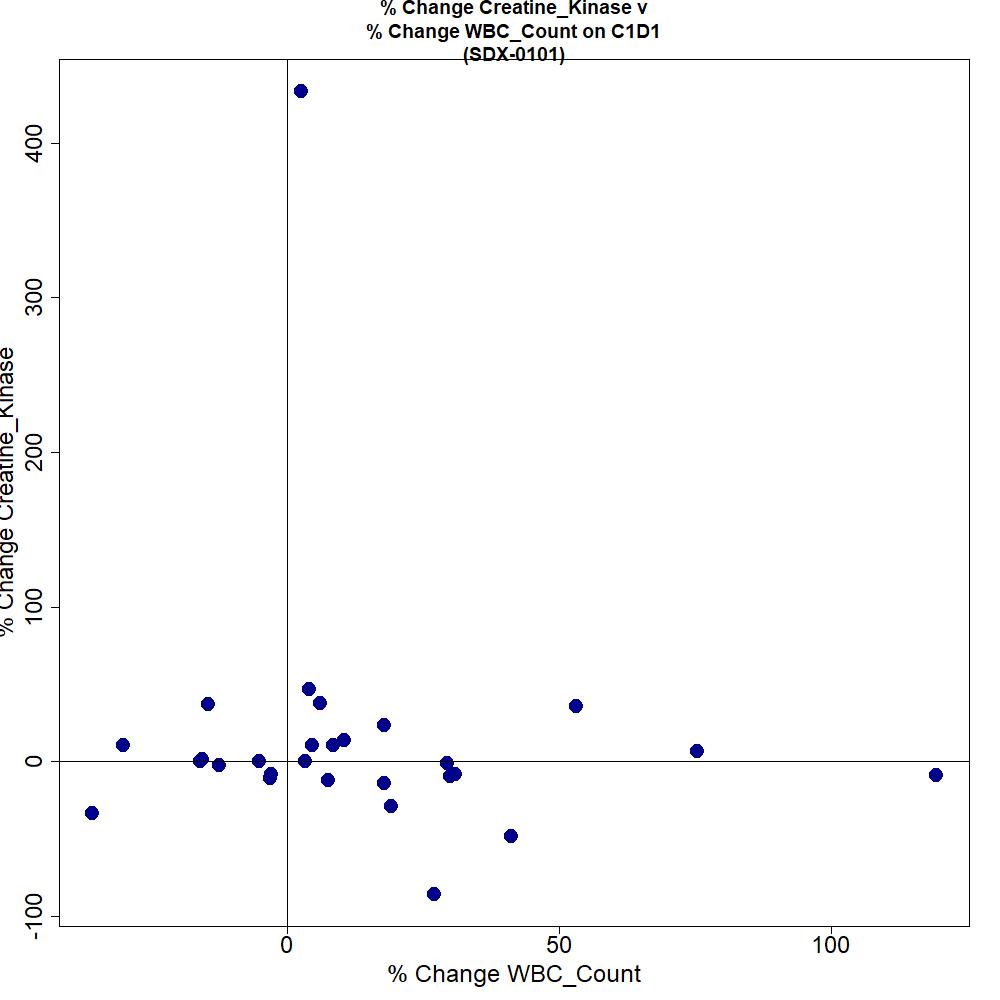 % Change Creatine_Kinase v
% Change WBC_Count on C1D1
(SDX-0101)
% Change Creatine_Kinase
400
300
200
100
0
-100
0
50
100
% Change WBC_Count